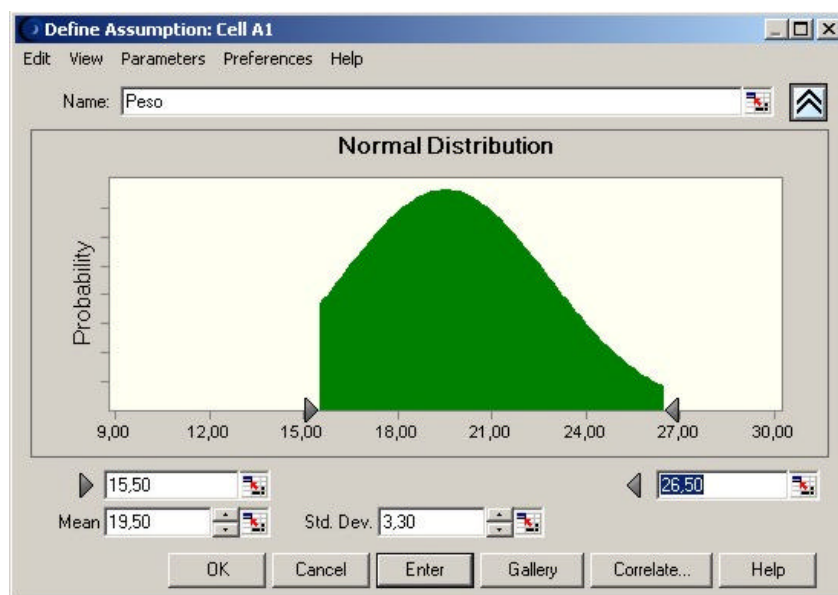 Define Assumption: Cell A1
Edit View Parameters Preferences Help
Name: Peso
Normal Distribution
Probability
9,00 12,00 15,00 18,00 21,00 24,00 27,00 30,00
15,50 26,50
Mean 19,50 Std. Dev. 3,30
OK Cancel Enter Gallery Correlate... Help